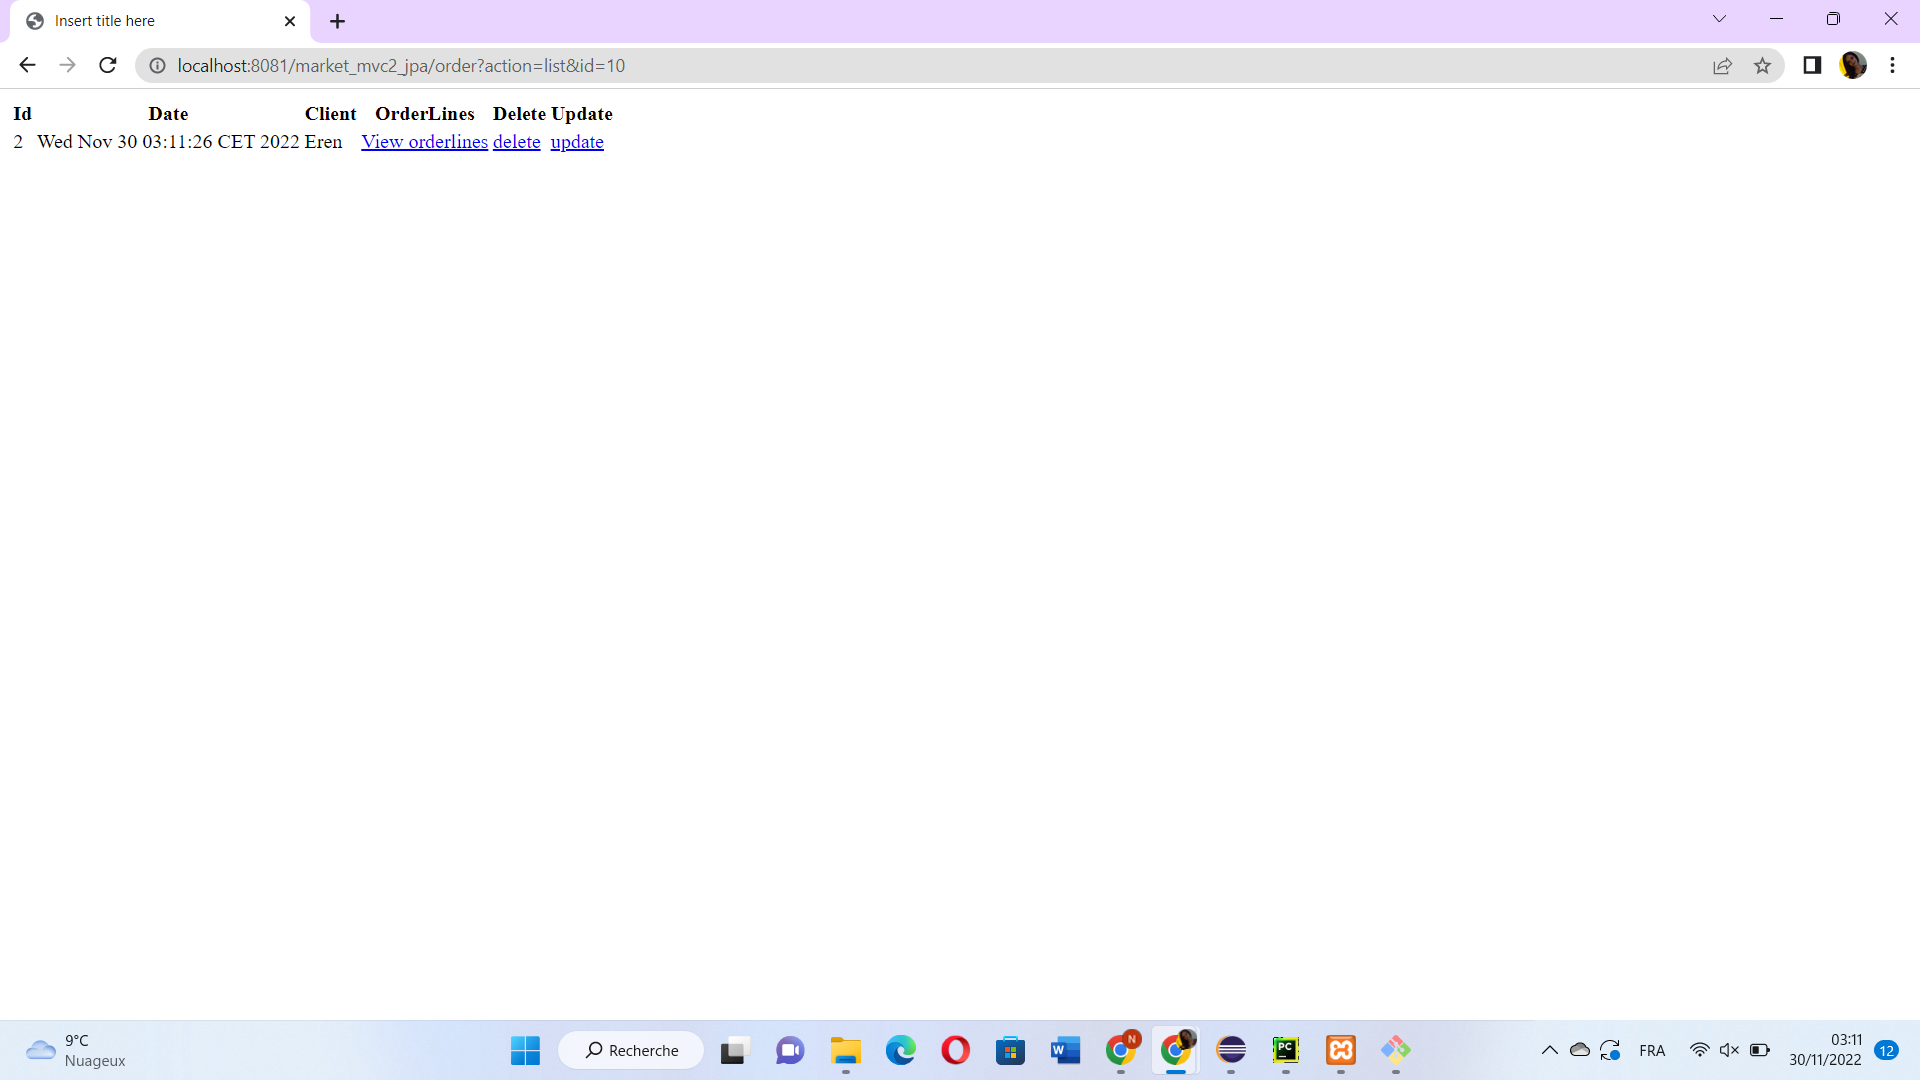 Insert title here
localhost:8081/market_mvc2_jpa/order?action=list&id=10
Id Date Client OrderLines Delete Update
2 Wed Nov 30 03:11:26 CET 2022 Eren View orderlines delete update
9°C
Nuageux
Recherche
W
N
PC
FRA
03:11
30/11/2022
12